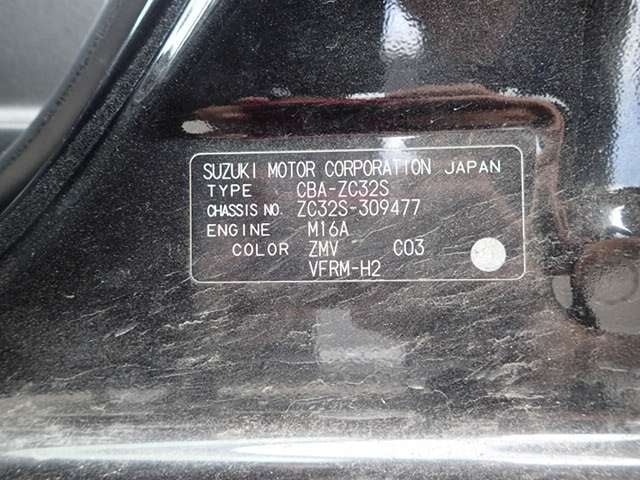 SUZUKI MOTOR CORPORATION JAPAN
TYPE CBA-ZC32S
CHASSIS NO. ZC32S-309477
ENGINE M16A
COLOR ZMV C03
VFRM-H2